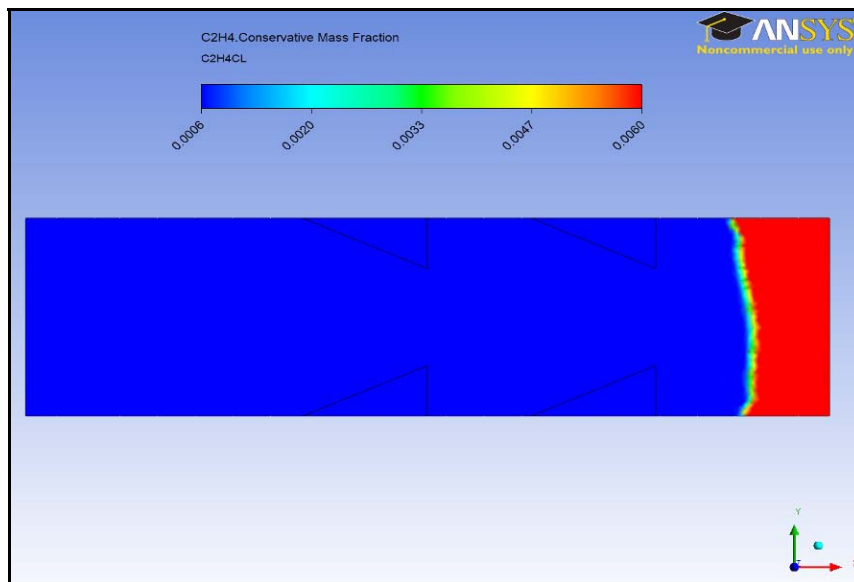 C2H4.Conservative Mass Fraction
C2H4CL
ANSYS
Noncommercial use only
0.0006
0.0020
0.0033
0.0047
0.0060
Y